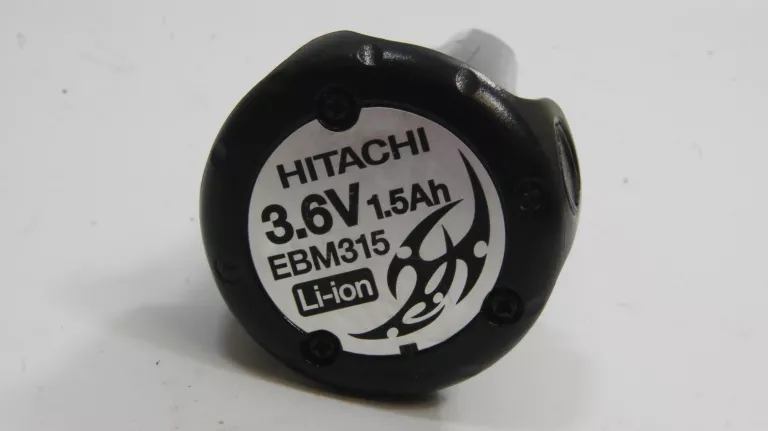 HITACHI
3.6V 1.5Ah
EBM315
Li-ion